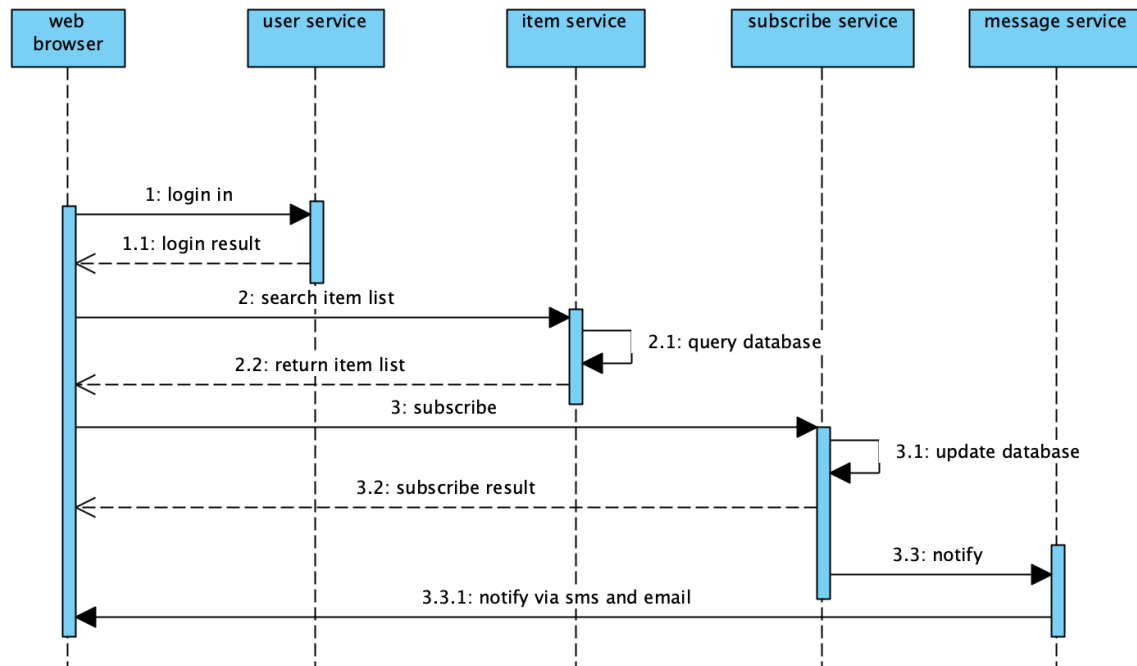 web
browser
user service
item service
subscribe service
message service
1: login in
1.1: login result
2: search item list
2.1: query database
2.2: return item list
3: subscribe
3.1: update database
3.2: subscribe result
3.3: notify
3.3.1: notify via sms and email